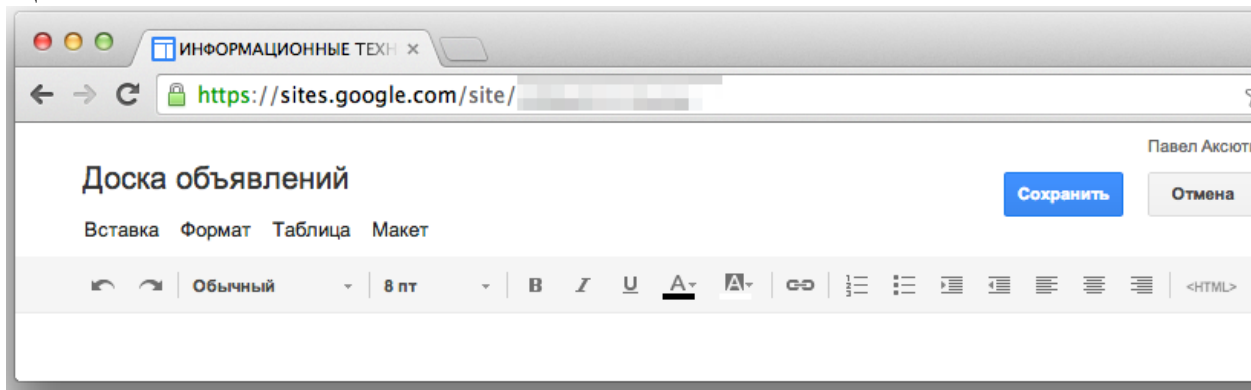 ИНФОРМАЦИОННЫЕ ТЕХН
https://sites.google.com/site/
Павел Аксют
Доска объявлений
Сохранить Отмена
Вставка Формат Таблица Макет
Обычный 8 пт B I U A A <HTML>